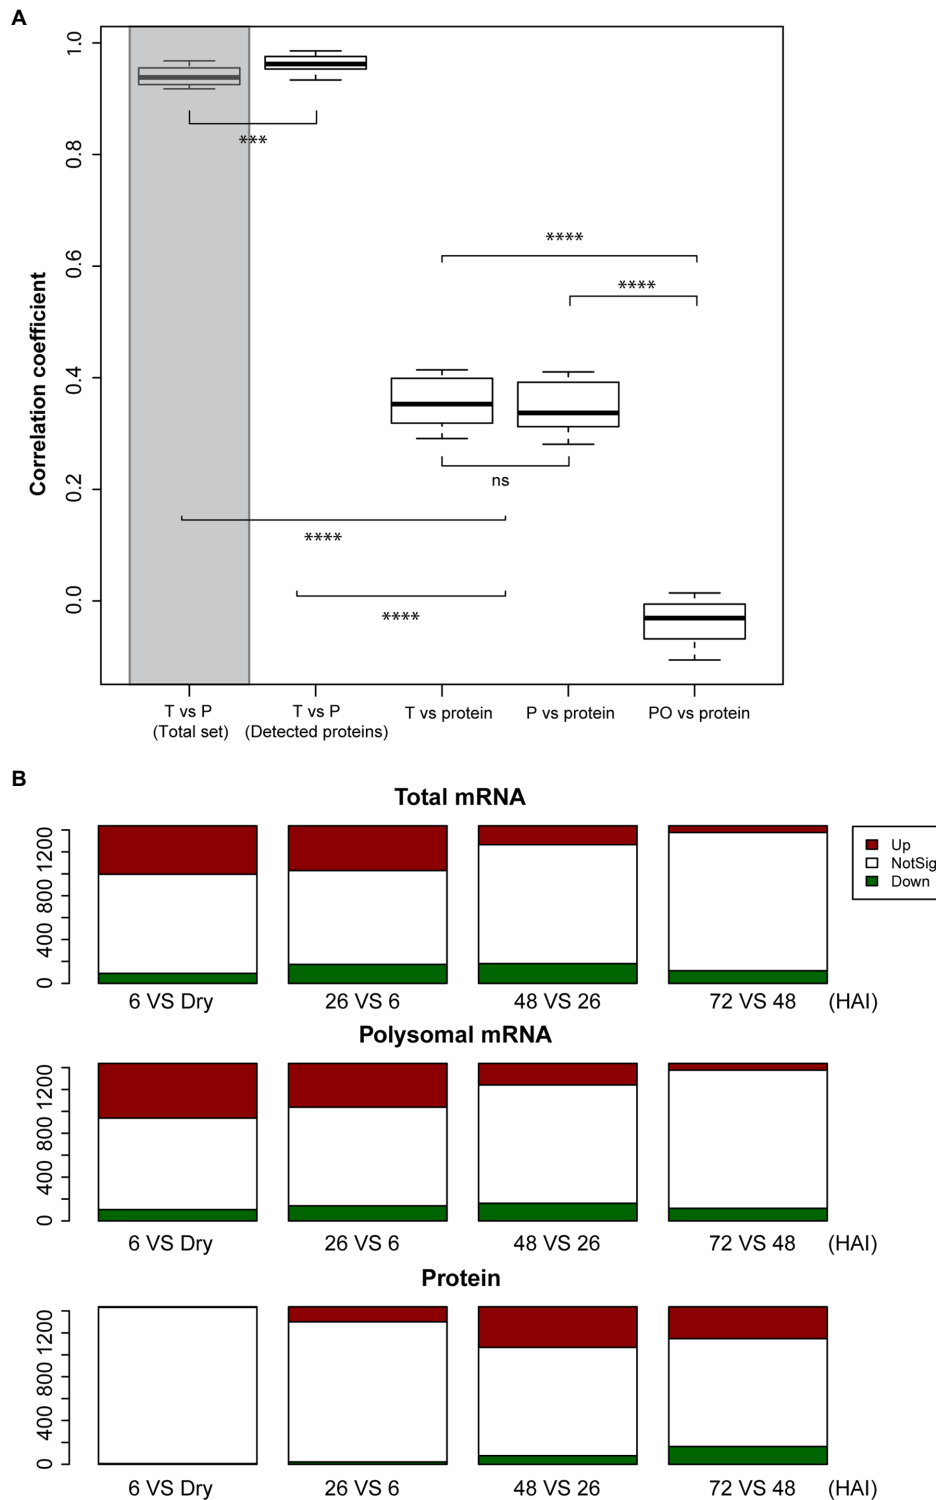 A
1.0
0.8
0.6
0.4
0.2
0.0
Correlation coefficient
***
****
****
ns
****
****
T vs P
(Total set)
T vs P
(Detected proteins)
T vs protein
P vs protein
PO vs protein
B
Total mRNA
0 400 800 1200
Up
NotSig
Down
6 VS Dry 26 VS 6 48 VS 26 72 VS 48 (HAI)
Polysomal mRNA
0 400 800 1200
6 VS Dry 26 VS 6 48 VS 26 72 VS 48 (HAI)
Protein
0 400 800 1200
6 VS Dry 26 VS 6 48 VS 26 72 VS 48 (HAI)